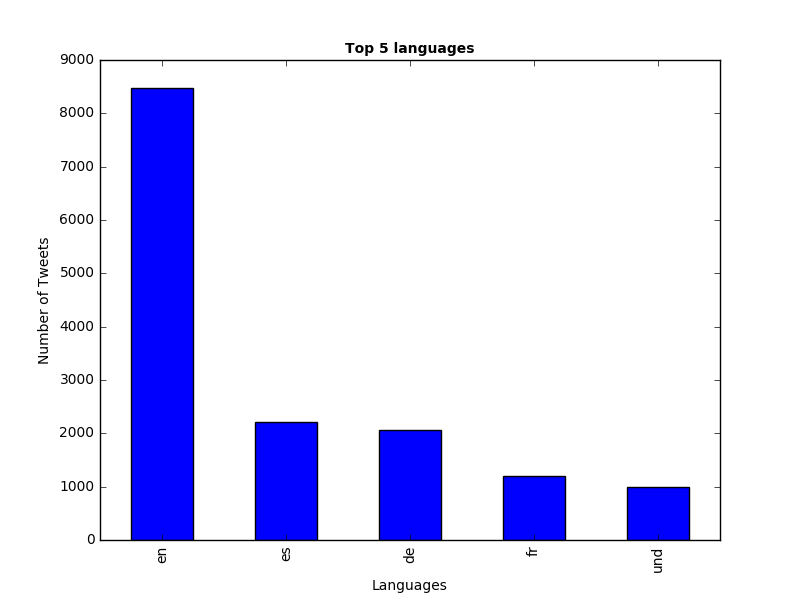 Top 5 languages
9000
8000
7000
6000
5000
4000
3000
2000
1000
0
Number of Tweets
en
es
de
fr
und
Languages